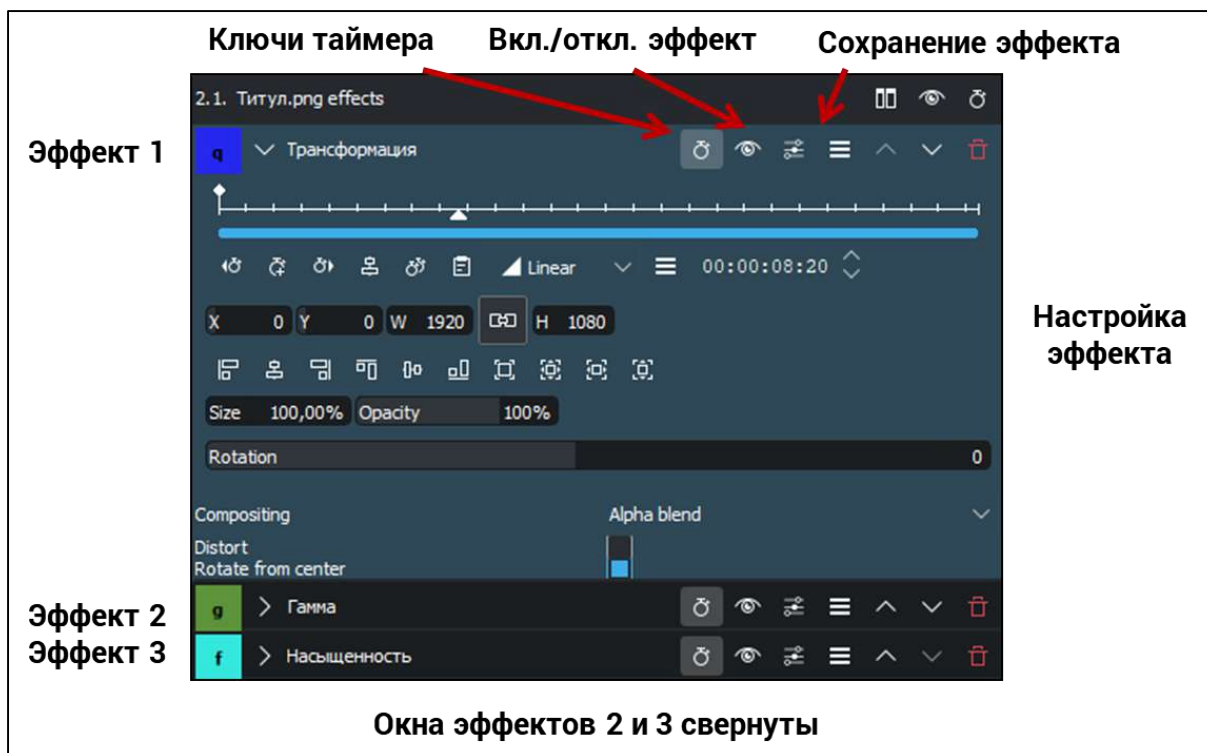 Ключи таймера Вкл./откл. эффект Сохранение эффекта
2.1. Титул.png effects
Эффект 1
q Трансформация
Linear 00:00:08:20
X 0 Y 0 W 1920 H 1080
Настройка
эффекта
Size 100,00% Opacity 100%
Rotation 0
Compositing Alpha blend
Distort
Rotate from center
Эффект 2
g Гамма
Эффект 3
f Насыщенность
Окна эффектов 2 и 3 свернуты